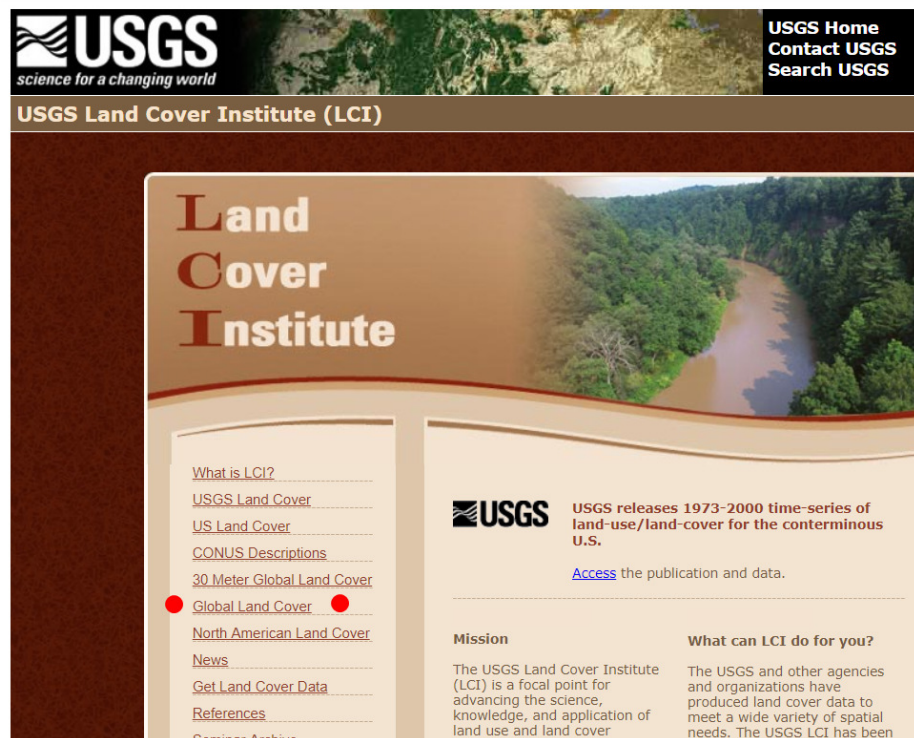 USGS
science for a changing world
USGS Home
Contact USGS
Search USGS
USGS Land Cover Institute (LCI)
Land
Cover
Institute
What is LCI?
USGS Land Cover
US Land Cover
CONUS Descriptions
30 Meter Global Land Cover
Global Land Cover
North American Land Cover
News
Get Land Cover Data
References
Seminar Archive
USGS
USGS releases 1973-2000 time-series of
land-use/land-cover for the conterminous
U.S.
Access the publication and data.
Mission
The USGS Land Cover Institute
(LCI) is a focal point for
advancing the science,
knowledge, and application of
land use and land cover
What can LCI do for you?
The USGS and other agencies
and organizations have
produced land cover data to
meet a wide variety of spatial
needs. The USGS LCI has been